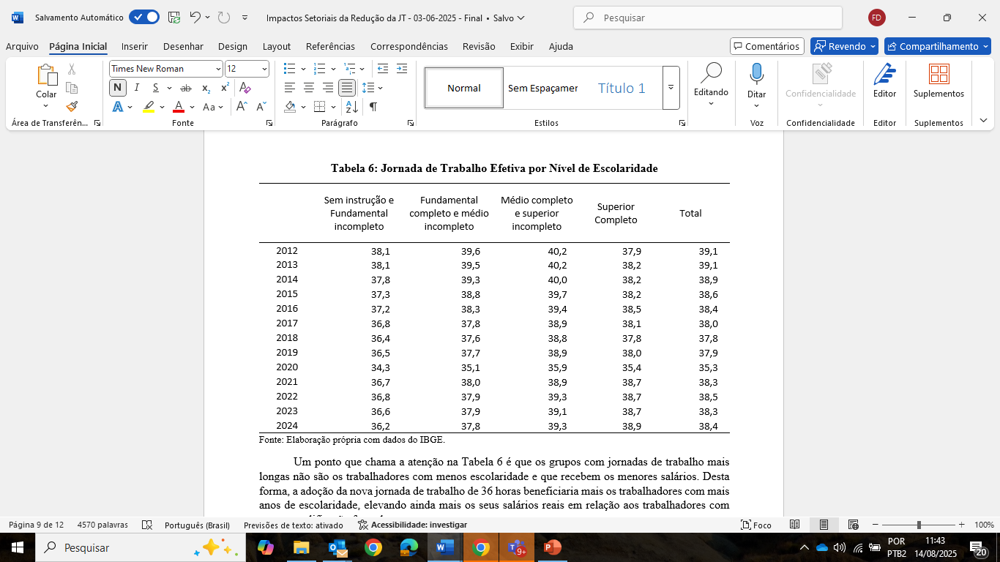 Salvamento Automático
Impactos Setoriais da Redução da JT - 03-06-2025 - Final • Salvo
Pesquisar
FD
Arquivo Página Inicial Inserir Desenhar Design Layout Referências Correspondências Revisão Exibir Ajuda
Comentários Revendo Compartilhamento
Times New Roman 12
N I S ab x₂ x² A
A A Aa A A
Colar
Normal Sem Espaçamer Título 1
Editando Ditar Confidencialidade Editor Suplementos
Área de Transferên... Fonte Parágrafo Estilos Voz Confidencialidade Editor Suplementos
Tabela 6: Jornada de Trabalho Efetiva por Nível de Escolaridade
Sem instrução e Fundamental incompleto
Fundamental completo e médio incompleto
Médio completo e superior incompleto
Superior Completo
Total
2012 38,1 39,6 40,2 37,9 39,1
2013 38,1 39,5 40,2 38,2 39,1
2014 37,8 39,3 40,0 38,2 38,9
2015 37,3 38,8 39,7 38,2 38,6
2016 37,2 38,3 39,4 38,5 38,4
2017 36,8 37,8 38,9 38,1 38,0
2018 36,4 37,6 38,8 37,8 37,8
2019 36,5 37,7 38,9 38,0 37,9
2020 34,3 35,1 35,9 35,4 35,3
2021 36,7 38,0 38,9 38,7 38,3
2022 36,8 37,9 39,3 38,7 38,5
2023 36,6 37,9 39,1 38,7 38,3
2024 36,2 37,8 39,3 38,9 38,4
Fonte: Elaboração própria com dados do IBGE.
Um ponto que chama a atenção na Tabela 6 é que os grupos com jornadas de trabalho mais
longas não são os trabalhadores com menos escolaridade e que recebem os menores salários. Desta
forma, a adoção da nova jornada de trabalho de 36 horas beneficiaria mais os trabalhadores com mais
anos de escolaridade, elevando ainda mais os seus salários reais em relação aos trabalhadores com
Página 9 de 12 4570 palavras Português (Brasil) Previsões de texto: ativado Acessibilidade: investigar Foco 100%
Pesquisar
9+
POR
PTB2
11:43
14/08/2025
20